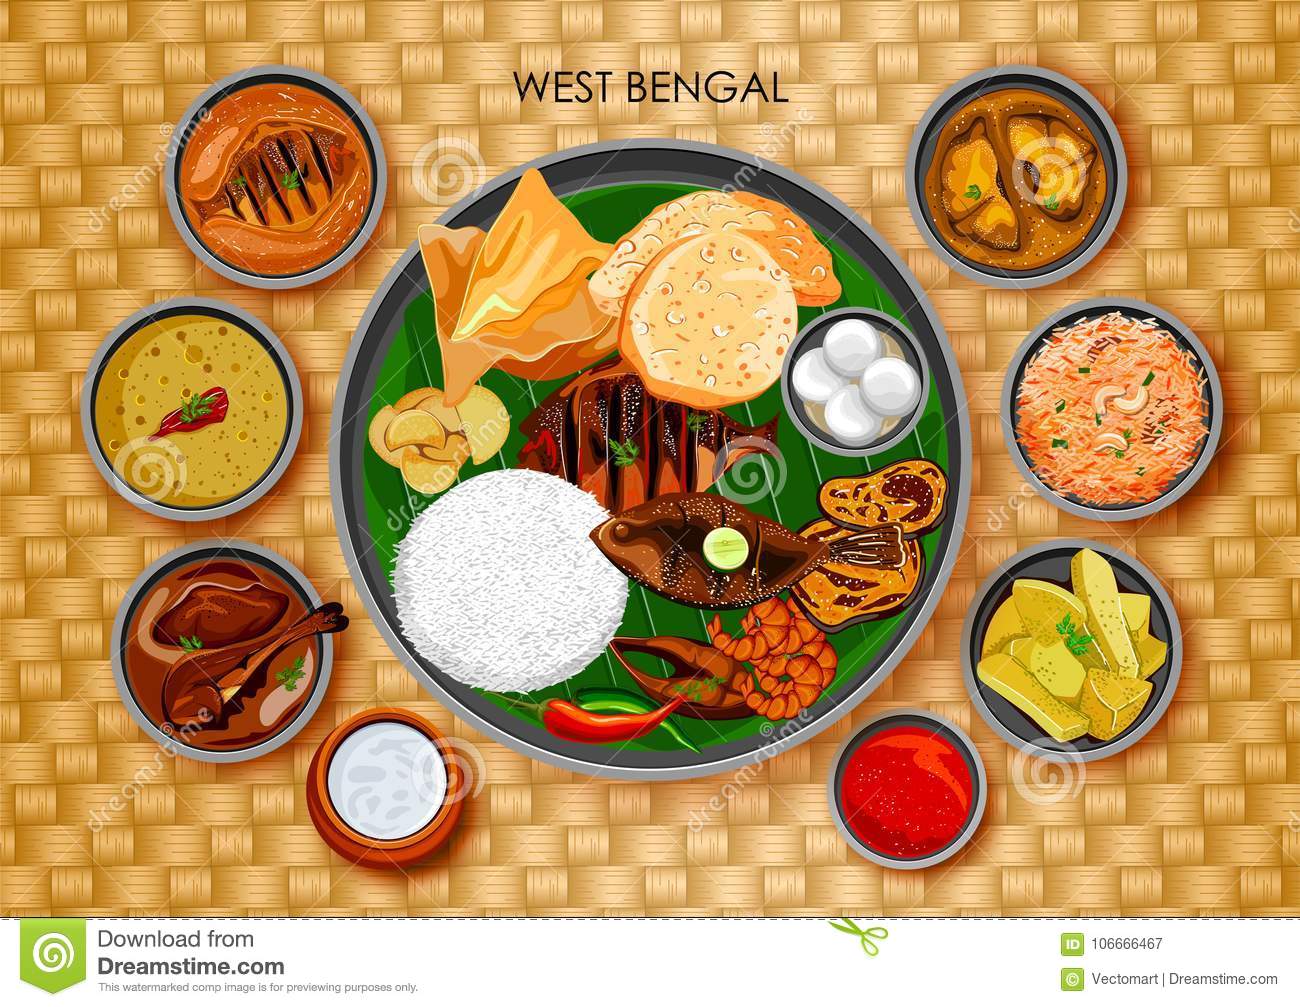 WEST BENGAL
dreamstime
Download from
Dreamstime.com
This watermarked comp image is for previewing purposes only.
ID 106666467
© Vectomart | Dreamstime.com